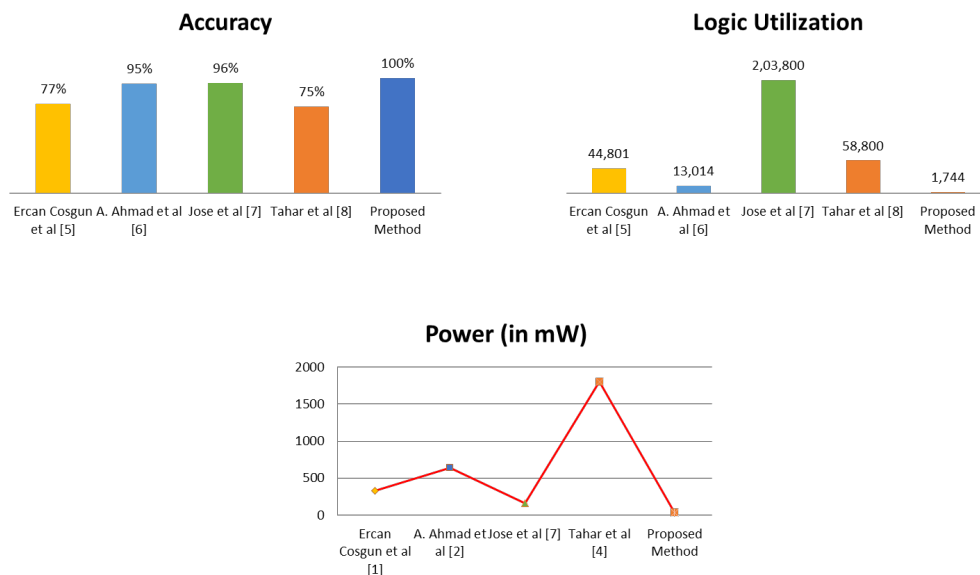 Accuracy
77%
95%
96%
75%
100%
Ercan Cosgun
et al [5]
A. Ahmad et al
[6]
Jose et al [7]
Tahar et al [8]
Proposed
Method
Logic Utilization
44,801
13,014
2,03,800
58,800
1,744
Ercan Cosgun
et al [5]
A. Ahmad et
al [6]
Jose et al [7]
Tahar et al [8]
Proposed
Method
Power (in mW)
2000
1500
1000
500
0
Ercan
Cosgun et al
[1]
A. Ahmad et
al [2]
Jose et al [7]
Tahar et al
[4]
Proposed
Method